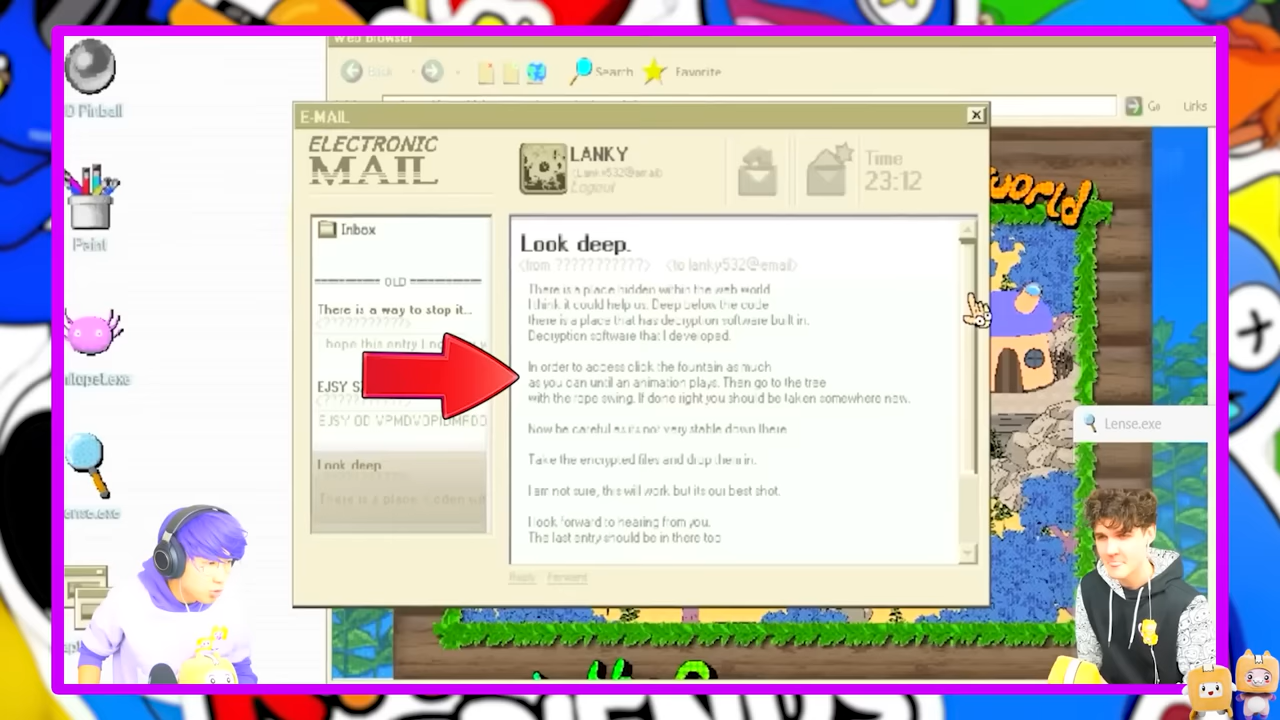 Web Browser
Back
Search
Favorite
D Pinball
E-MAIL
Go
Links
ELECTRONIC
MAIL
LANKY
<Lanky532@email>
Logout
Time
23:12
world
Inbox
Look deep.
Paint
<from ???????????> <to lanky532@email>
OLD
There is a place hidden within the web world
I think it could help us. Deep below the code
There is a way to stop it...
<???????????>
there is a place that has decryption software built in.
Decryption software that I developed.
hope this entry I no
In order to access click the fountain as much
as you can until an animation plays. Then go to the tree
with the rope swing. If done right you should be taken somewhere new.
EJSY
EJSY OD VPMDVOPIDMFDO
Lense.exe
Now be careful as its not very stable down there
Take the encrypted files and drop them in.
Look deep
There is a place hidden
I am not sure, this will work but its our best shot.
I look forward to hearing from you.
The last entry should be in there too
Reply Forward